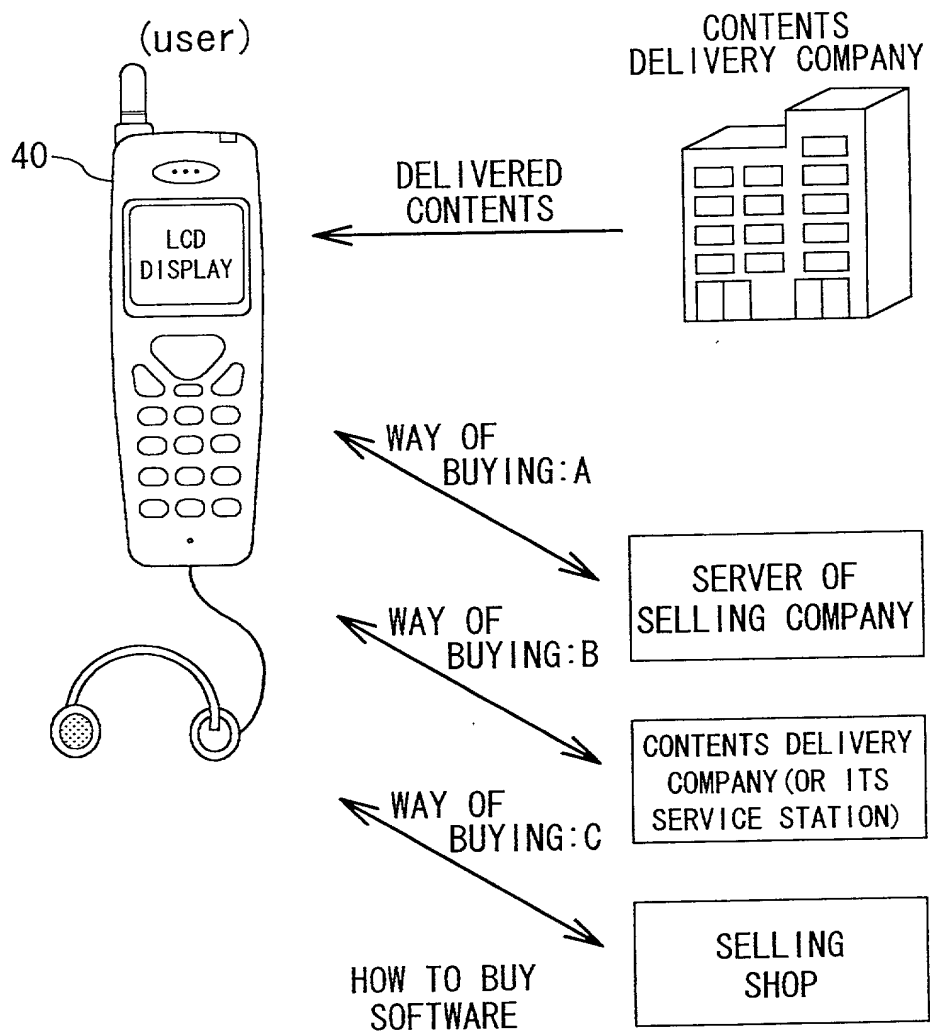 (user)
CONTENTS
DELIVERY COMPANY
40
DELIVERED
CONTENTS
LCD
DISPLAY
WAY OF
BUYING:A
SERVER OF
SELLING COMPANY
WAY OF
BUYING:B
CONTENTS DELIVERY
COMPANY(OR ITS
SERVICE STATION)
WAY OF
BUYING:C
SELLING
SHOP
HOW TO BUY
SOFTWARE